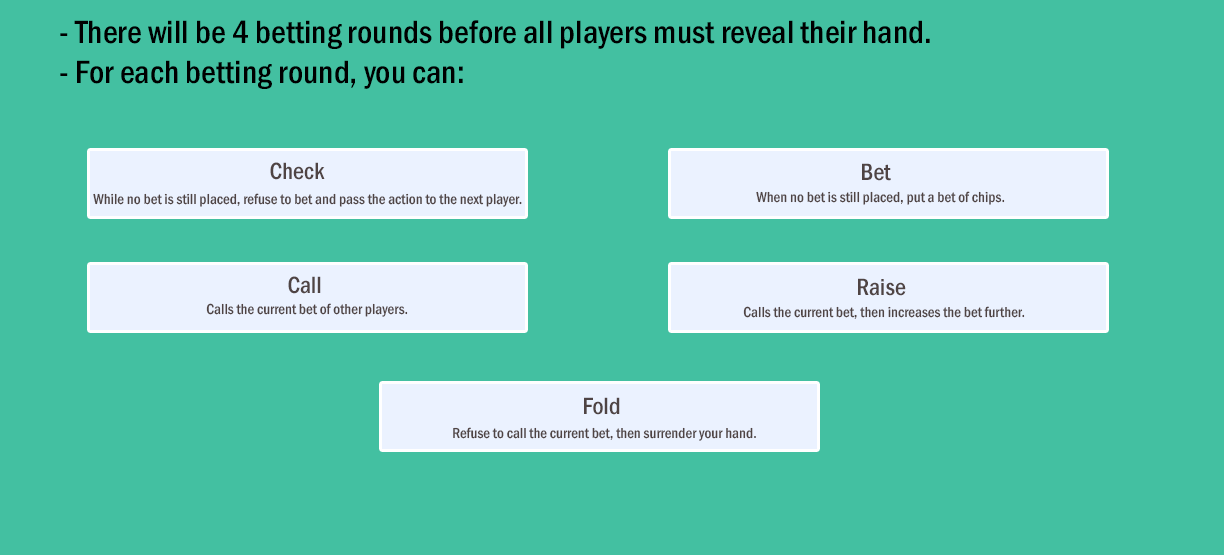 - There will be 4 betting rounds before all players must reveal their hand.
- For each betting round, you can:
Check
While no bet is still placed, refuse to bet and pass the action to the next player.
Bet
When no bet is still placed, put a bet of chips.
Call
Calls the current bet of other players.
Raise
Calls the current bet, then increases the bet further.
Fold
Refuse to call the current bet, then surrender your hand.